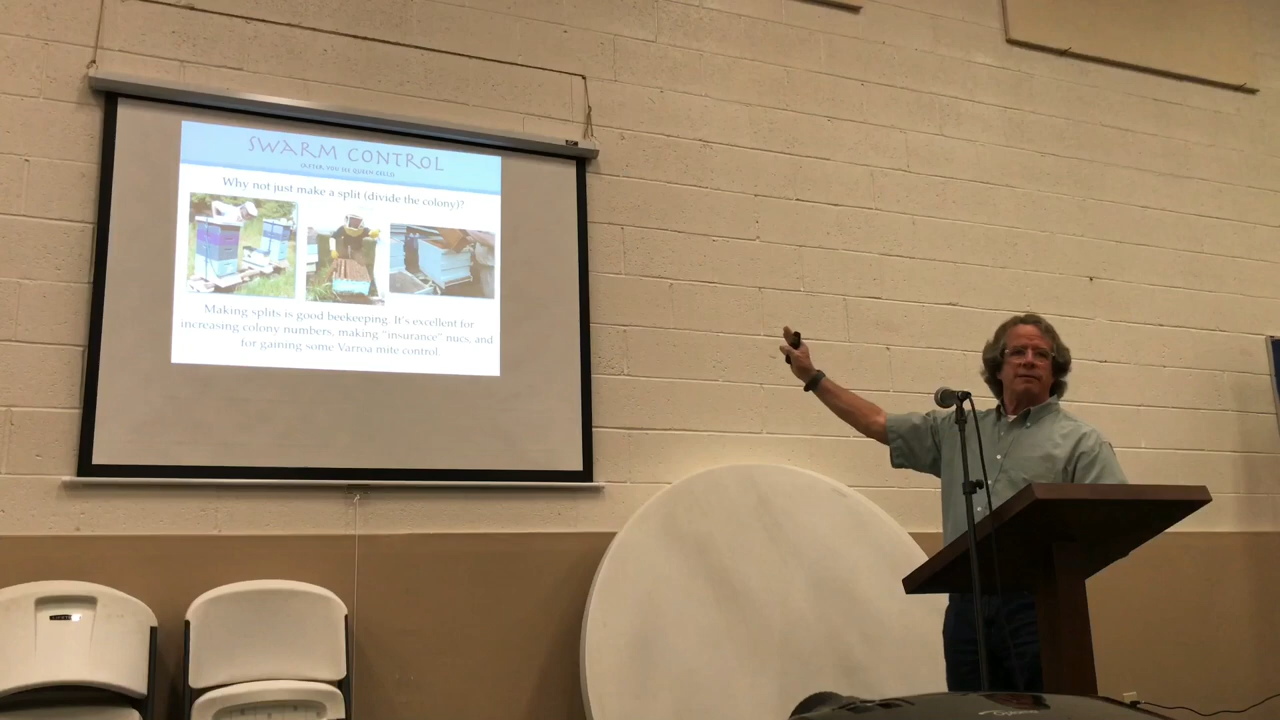 SWARM CONTROL
(AFTER YOU SEE QUEEN CELLS)
Why not just make a split (divide the colony)?
Making splits is good beekeeping. It's excellent for
increasing colony numbers, making "insurance" nucs, and
for gaining some Varroa mite control.